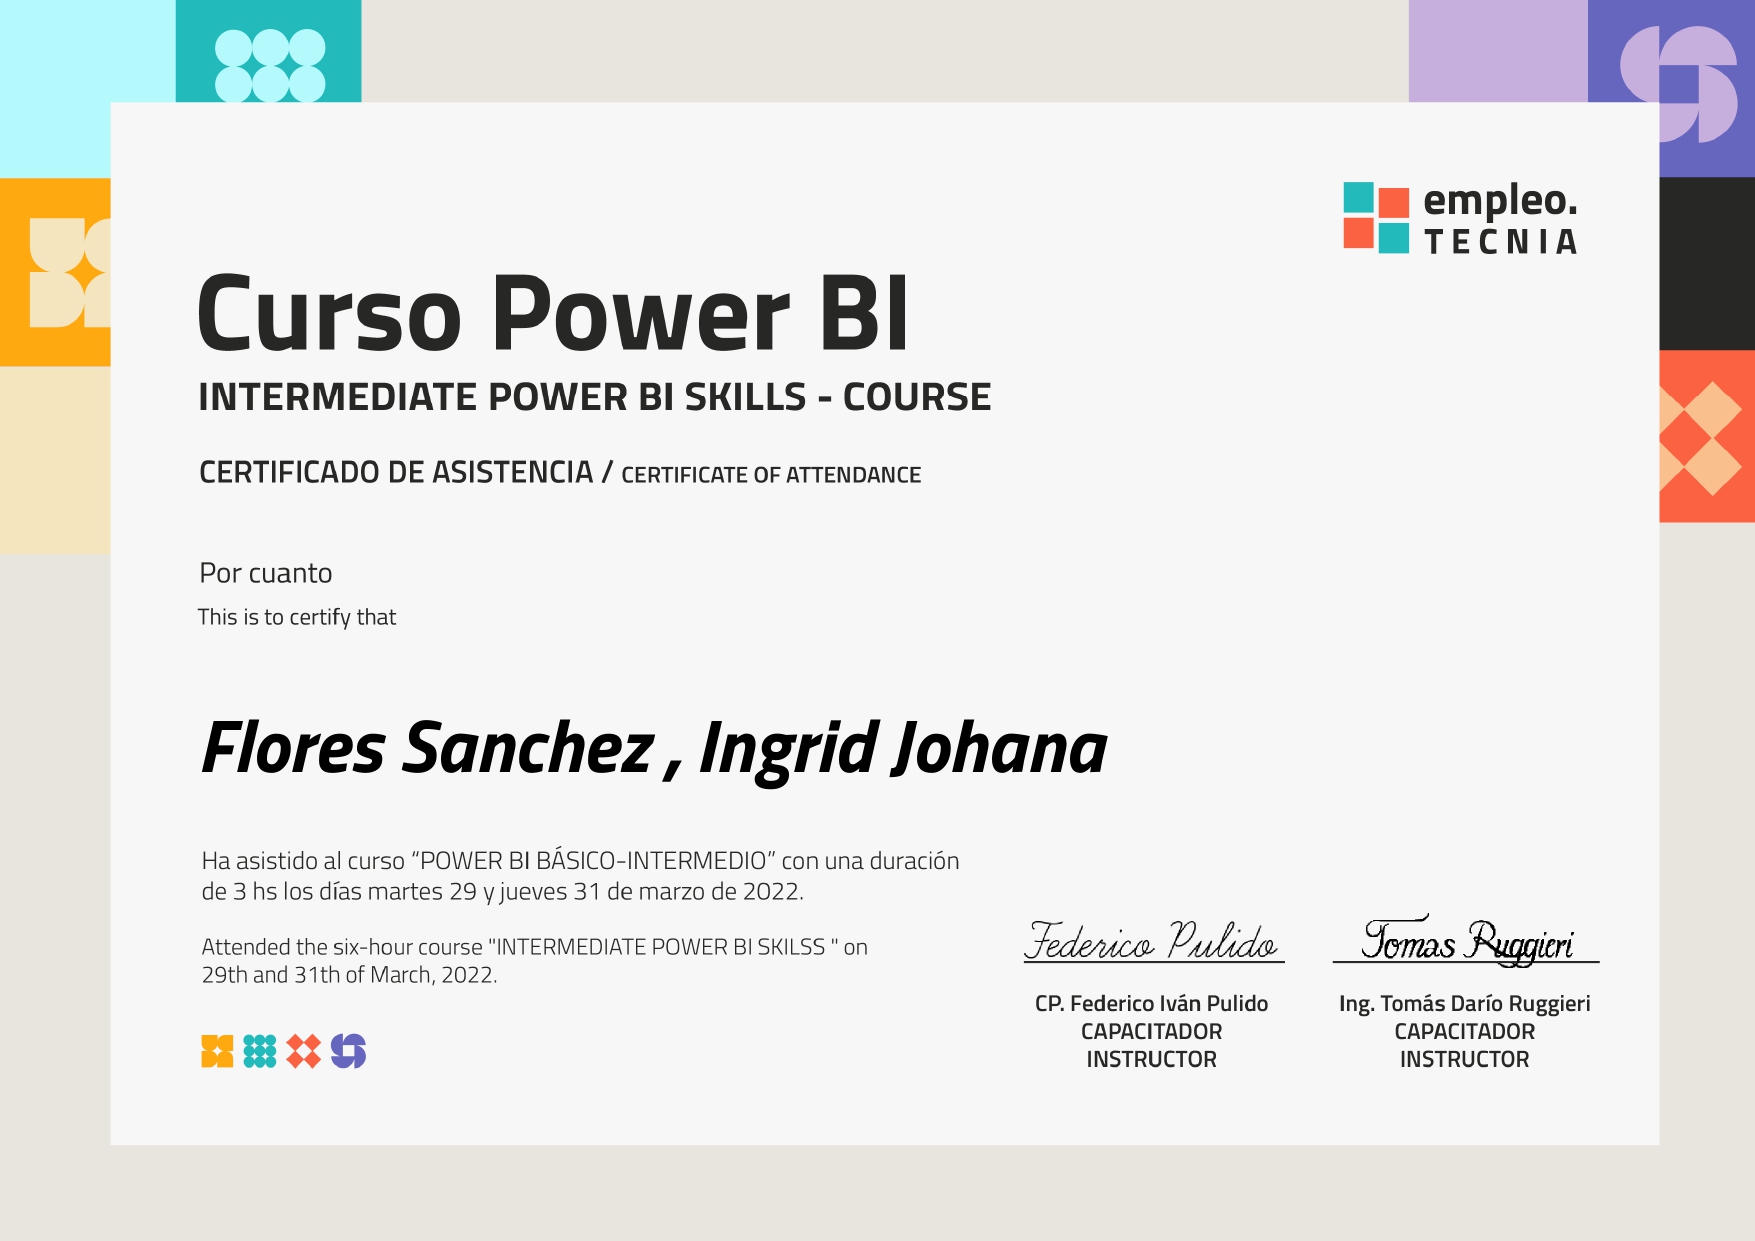 empleo.
TECNIA
Curso Power BI
INTERMEDIATE POWER BI SKILLS - COURSE
CERTIFICADO DE ASISTENCIA / CERTIFICATE OF ATTENDANCE
Por cuanto
This is to certify that
Flores Sanchez , Ingrid Johana
Ha asistido al curso “POWER BI BÁSICO-INTERMEDIO” con una duración
de 3 hs los días martes 29 y jueves 31 de marzo de 2022.
Attended the six-hour course "INTERMEDIATE POWER BI SKILSS " on
29th and 31th of March, 2022.
Federico Pulido
CP. Federico Iván Pulido
CAPACITADOR
INSTRUCTOR
Tomas Ruggieri
Ing. Tomás Darío Ruggieri
CAPACITADOR
INSTRUCTOR